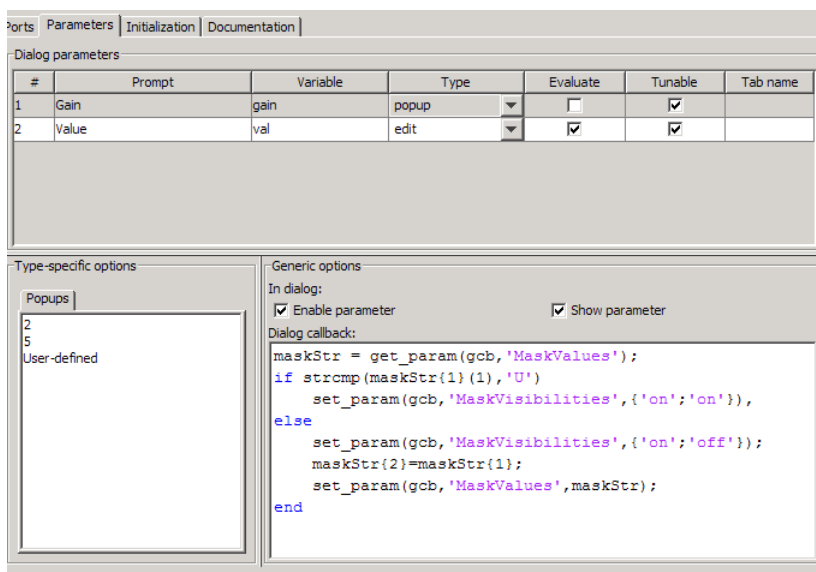 Ports Parameters Initialization Documentation
Dialog parameters
# Prompt Variable Type Evaluate Tunable Tab name
1 Gain gain popup
2 Value val edit
Type-specific options
Popups
2
5
User-defined
Generic options
In dialog:
Enable parameter Show parameter
Dialog callback:
maskStr = get_param(gcb,'MaskValues');
if strcmp(maskStr{1}(1),'U')
    set_param(gcb,'MaskVisibilities',{'on';'on'}),
else
    set_param(gcb,'MaskVisibilities',{'on';'off'});
    maskStr{2}=maskStr{1};
    set_param(gcb,'MaskValues',maskStr);
end